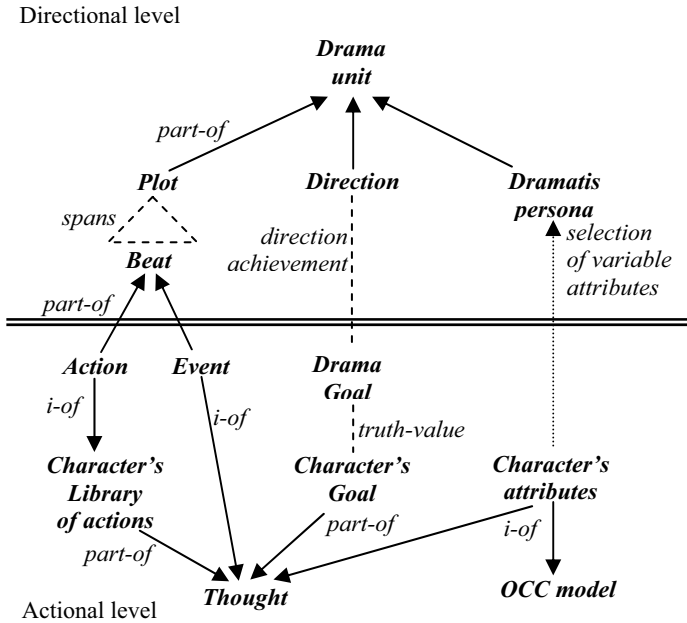 Directional level
Drama
unit
part-of
Plot
Direction
Dramatis
persona
spans
direction
achievement
selection
of variable
attributes
Beat
part-of
Action
Event
Drama
Goal
i-of
i-of
truth-value
Character’s
Library
of actions
Character’s
Goal
Character’s
attributes
part-of
part-of
i-of
Thought
OCC model
Actional level